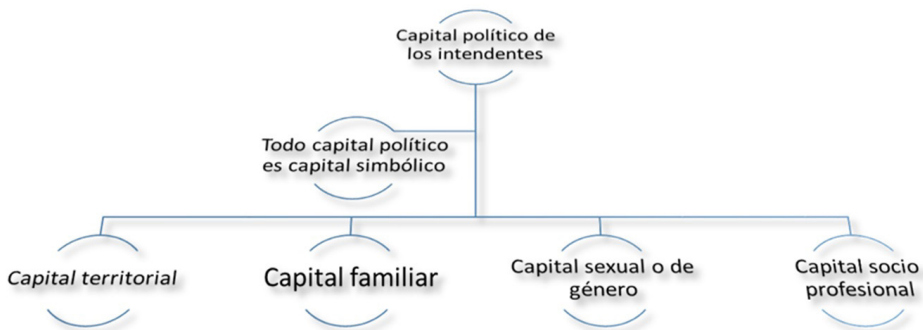 Capital político de
los intendentes
Todo capital político
es capital simbólico
Capital territorial
Capital familiar
Capital sexual o de
género
Capital socio
profesional